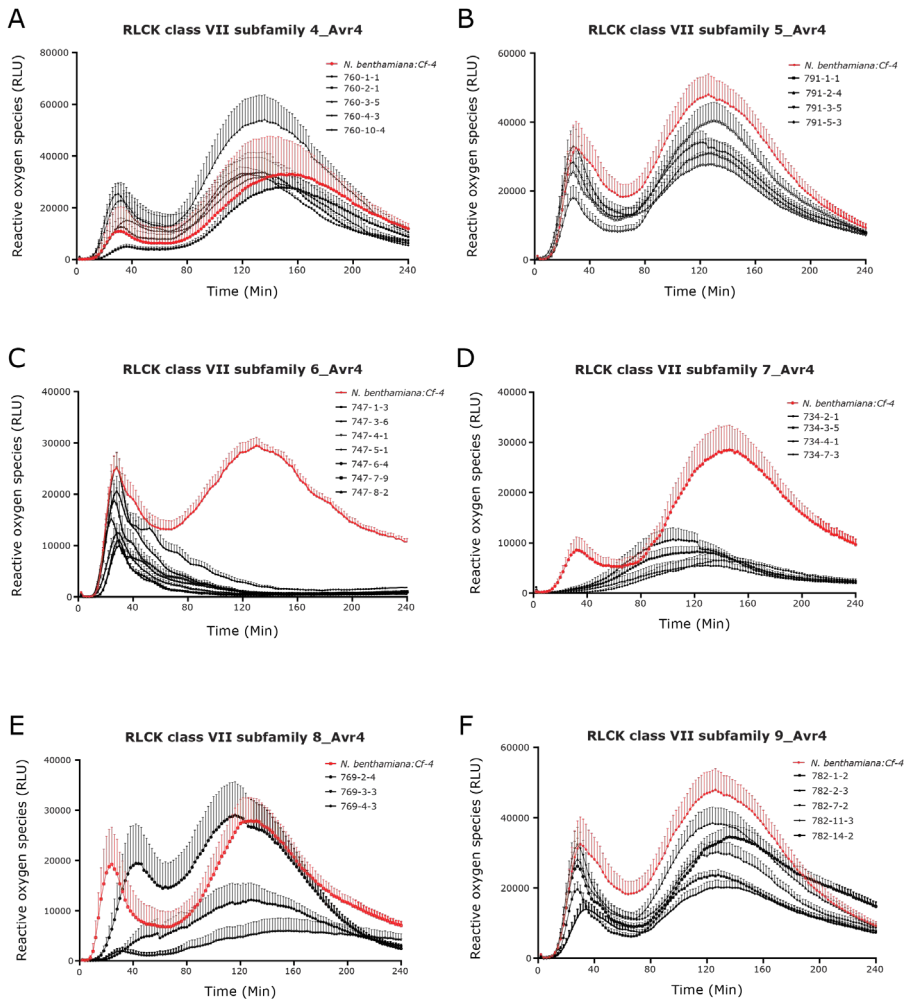 A
RLCK class VII subfamily 4_Avr4
Reactive oxygen species (RLU)
80000
60000
40000
20000
0
0 40 80 120 160 200 240
Time (Min)
N. benthamiana:Cf-4
760-1-1
760-2-1
760-3-5
760-4-3
760-10-4
B
RLCK class VII subfamily 5_Avr4
Reactive oxygen species (RLU)
60000
40000
20000
0
0 40 80 120 160 200 240
Time (Min)
N. benthamiana:Cf-4
791-1-1
791-2-4
791-3-5
791-5-3
C
RLCK class VII subfamily 6_Avr4
Reactive oxygen species (RLU)
40000
30000
20000
10000
0
0 40 80 120 160 200 240
Time (Min)
N. benthamiana:Cf-4
747-1-3
747-3-6
747-4-1
747-5-1
747-6-4
747-7-9
747-8-2
D
RLCK class VII subfamily 7_Avr4
Reactive oxygen species (RLU)
40000
30000
20000
10000
0
0 40 80 120 160 200 240
Time (Min)
N. benthamiana:Cf-4
734-2-1
734-3-5
734-4-1
734-7-3
E
RLCK class VII subfamily 8_Avr4
Reactive oxygen species (RLU)
40000
30000
20000
10000
0
0 40 80 120 160 200 240
Time (Min)
N. benthamiana:Cf-4
769-2-4
769-3-3
769-4-3
F
RLCK class VII subfamily 9_Avr4
Reactive oxygen species (RLU)
60000
40000
20000
0
0 40 80 120 160 200 240
Time (Min)
N. benthamiana:Cf-4
782-1-2
782-2-3
782-7-2
782-11-3
782-14-2